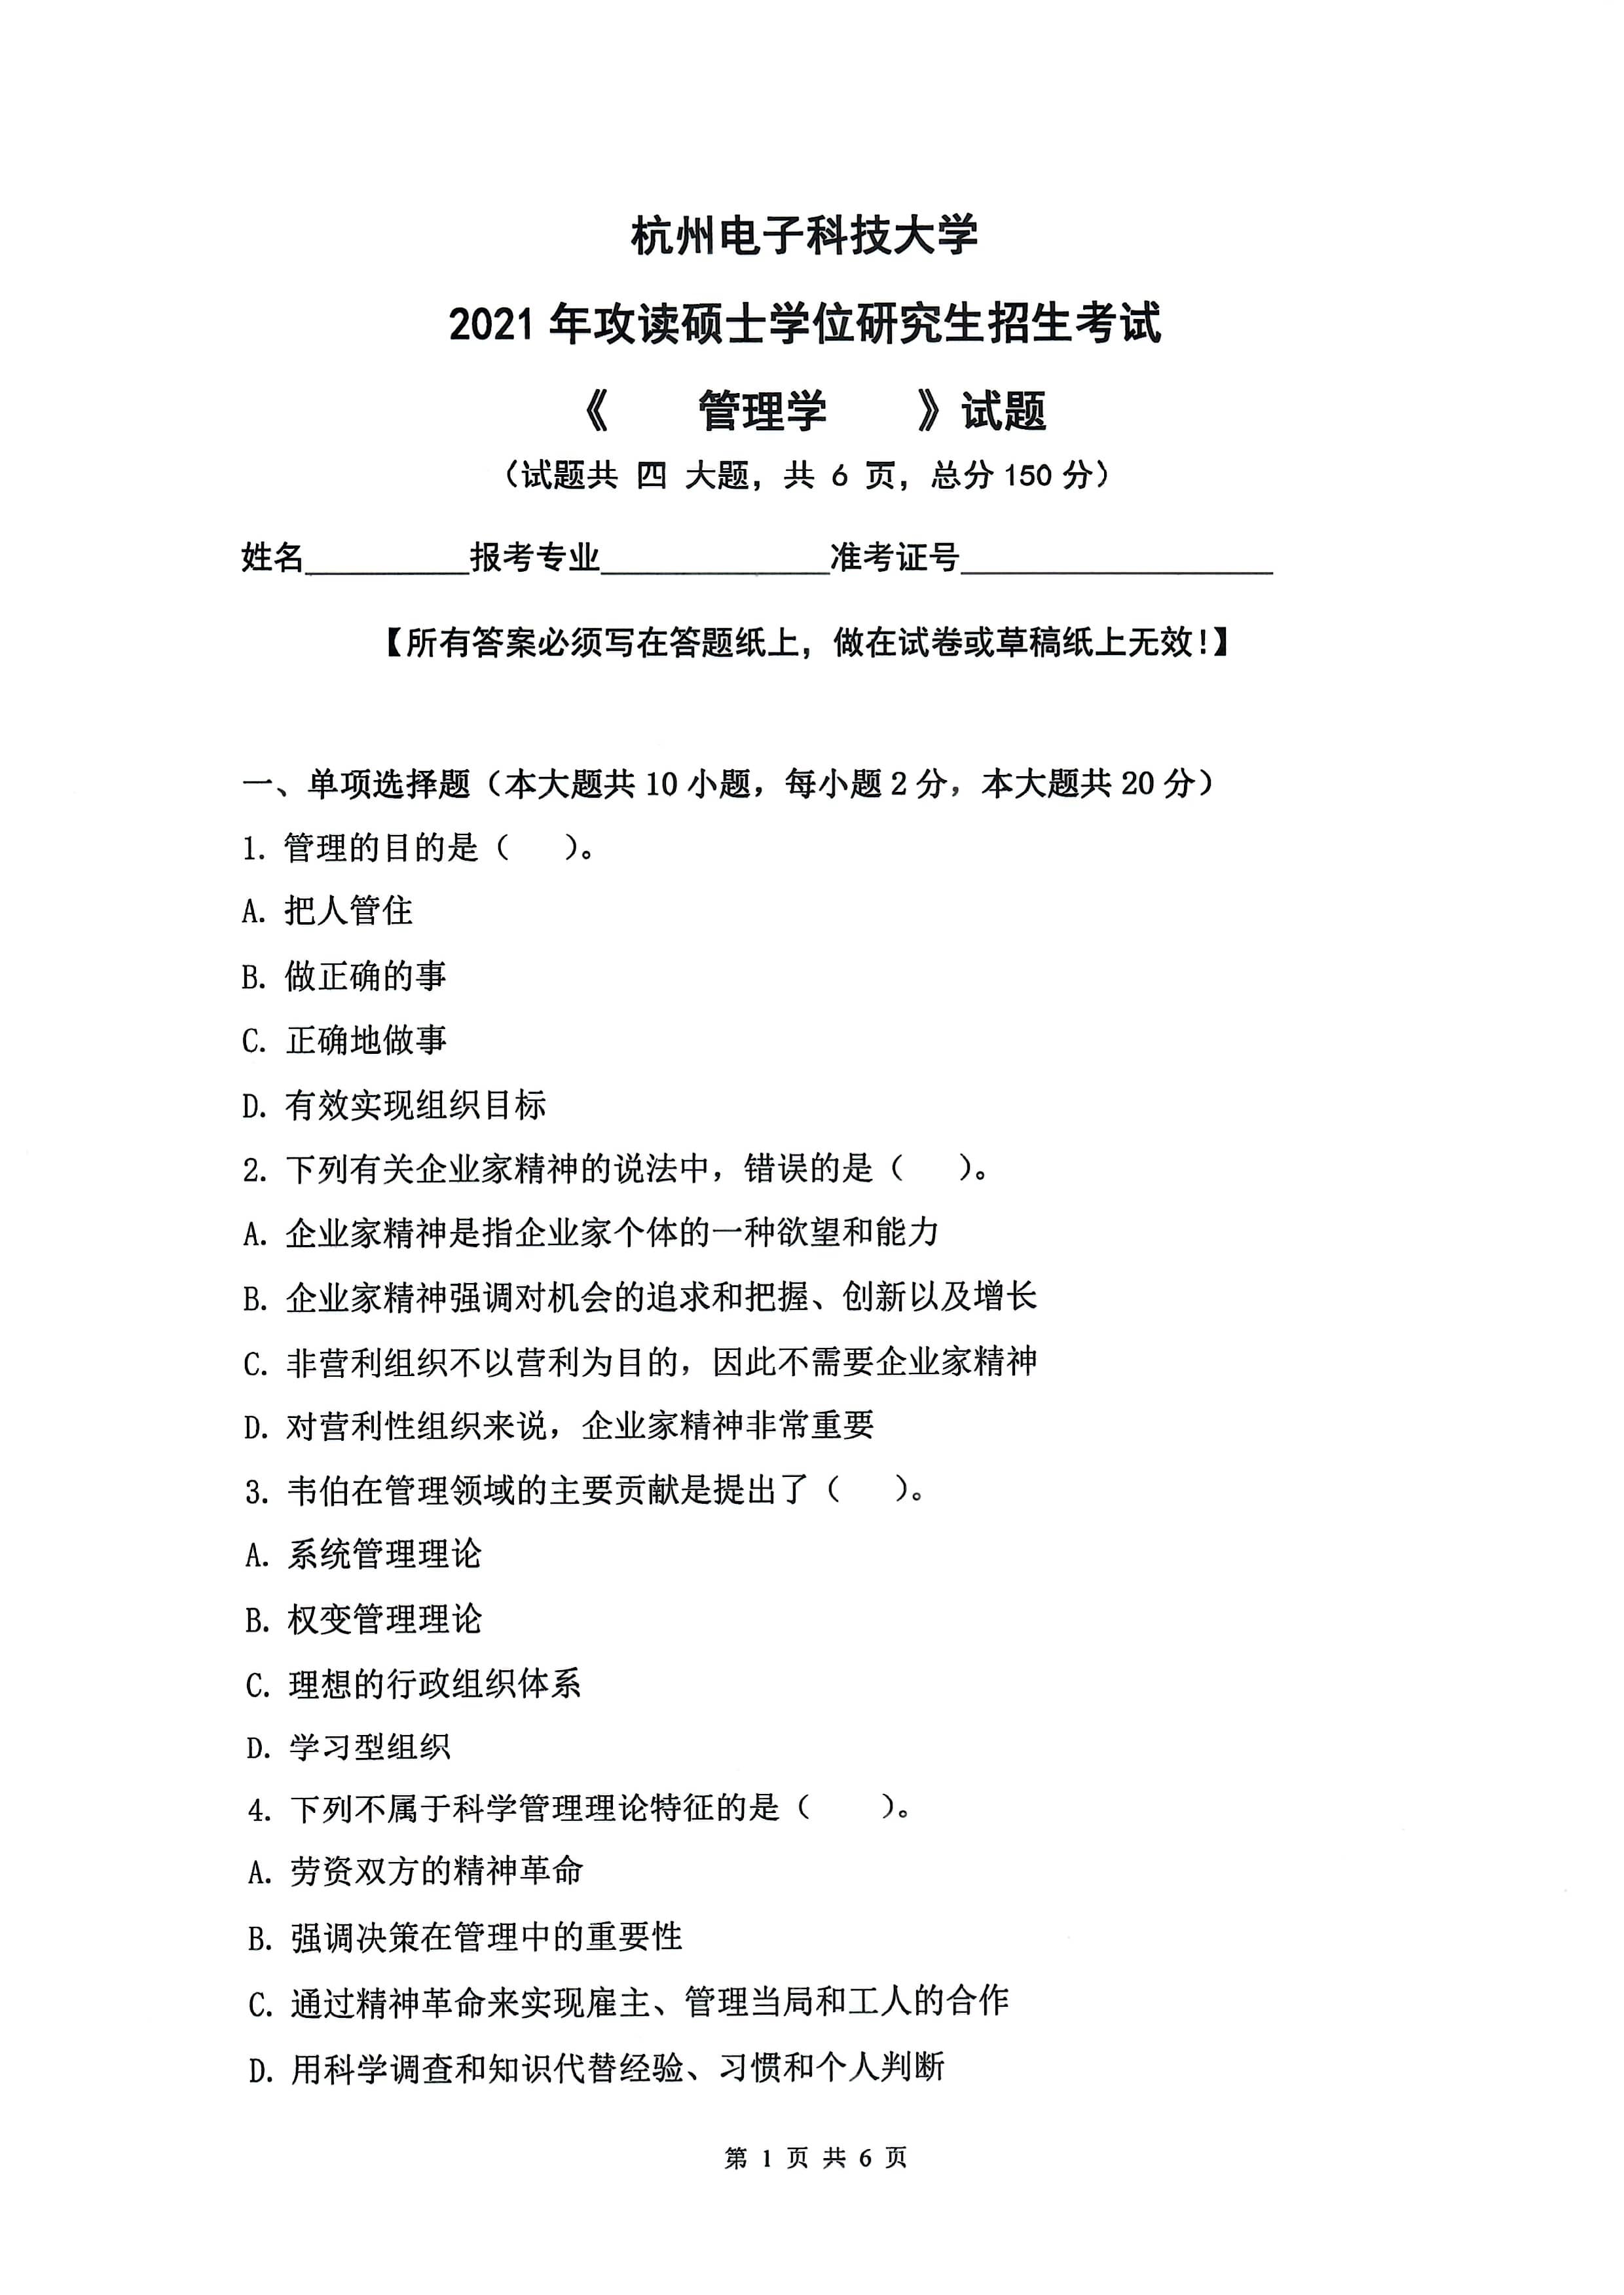 杭州电子科技大学
2021 年攻读硕士学位研究生招生考试
《 管理学 》试题
（试题共 四 大题，共 6 页，总分 150 分）
姓名__________报考专业______________准考证号___________________
【所有答案必须写在答题纸上，做在试卷或草稿纸上无效！】
一、单项选择题（本大题共 10 小题，每小题 2 分，本大题共 20 分）
1. 管理的目的是（ ）。
A. 把人管住
B. 做正确的事
C. 正确地做事
D. 有效实现组织目标
2. 下列有关企业家精神的说法中，错误的是（ ）。
A. 企业家精神是指企业家个体的一种欲望和能力
B. 企业家精神强调对机会的追求和把握、创新以及增长
C. 非营利组织不以营利为目的，因此不需要企业家精神
D. 对营利性组织来说，企业家精神非常重要
3. 韦伯在管理领域的主要贡献是提出了（ ）。
A. 系统管理理论
B. 权变管理理论
C. 理想的行政组织体系
D. 学习型组织
4. 下列不属于科学管理理论特征的是（ ）。
A. 劳资双方的精神革命
B. 强调决策在管理中的重要性
C. 通过精神革命来实现雇主、管理当局和工人的合作
D. 用科学调查和知识代替经验、习惯和个人判断
第 1 页 共 6 页